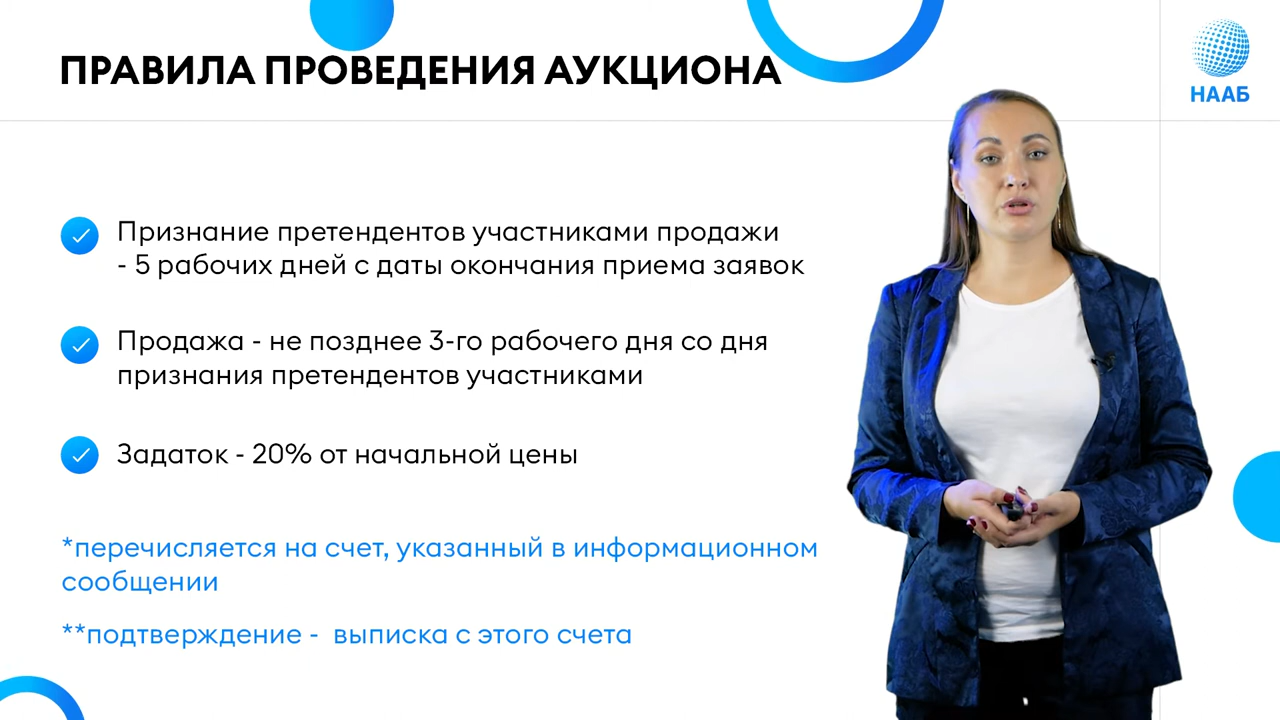 ПРАВИЛА ПРОВЕДЕНИЯ АУКЦИОНА
НААБ
Признание претендентов участниками продажи
- 5 рабочих дней с даты окончания приема заявок
Продажа - не позднее 3-го рабочего дня со дня
признания претендентов участниками
Задаток - 20% от начальной цены
*перечисляется на счет, указанный в информационном
сообщении
**подтверждение - выписка с этого счета